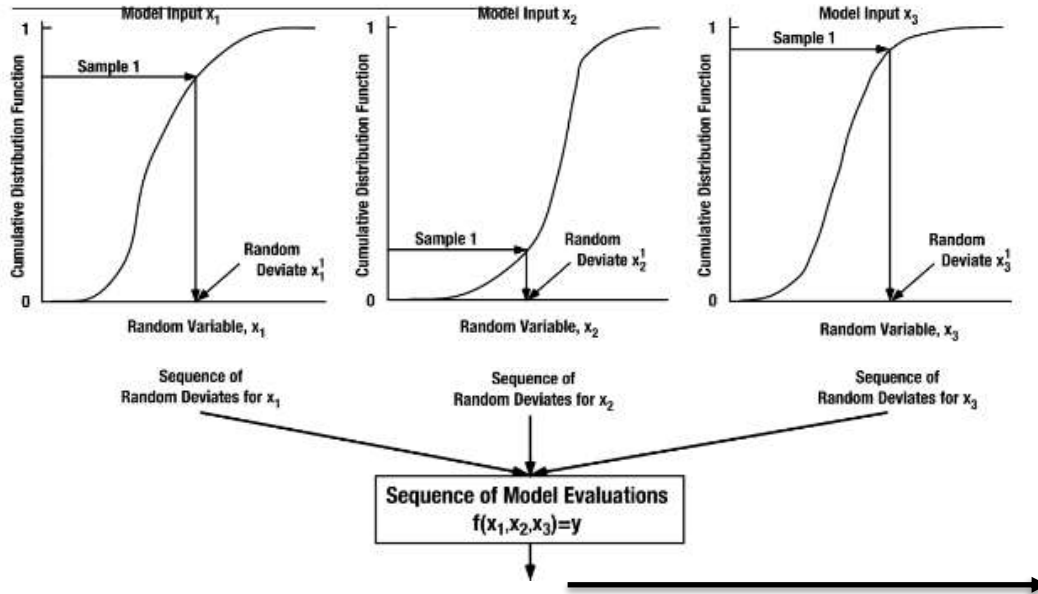 Model Input x₁
Cumulative Distribution Function
1
0
Sample 1
Random
Deviate x₁¹
Random Variable, x₁
Model Input x₂
Cumulative Distribution Function
1
0
Sample 1
Random
Deviate x₂¹
Random Variable, x₂
Model Input x₃
Cumulative Distribution Function
1
0
Sample 1
Random
Deviate x₃¹
Random Variable, x₃
Sequence of
Random Deviates for x₁
Sequence of
Random Deviates for x₂
Sequence of
Random Deviates for x₃
Sequence of Model Evaluations
f(x₁,x₂,x₃)=y